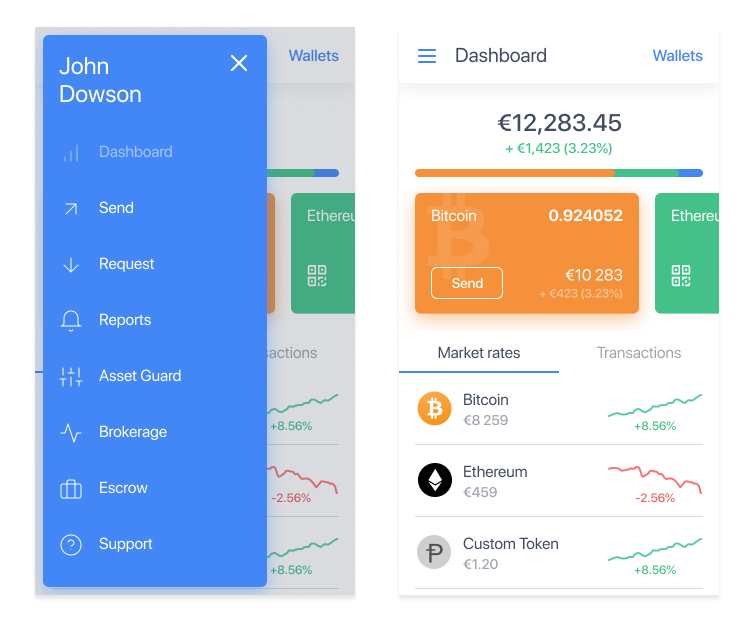 John
Dowson
Wallets
Dashboard
Send
Request
Reports
Asset Guard
Brokerage
Escrow
Support
Ethereu
sactions
+8.56%
-2.56%
+8.56%
Dashboard
Wallets
€12,283.45
+ €1,423 (3.23%)
Bitcoin
0.924052
Send
€10 283
+ €423 (3.23%)
Ethereu
Market rates
Transactions
Bitcoin
€8 259
+8.56%
Ethereum
€459
-2.56%
Custom Token
€1.20
+8.56%